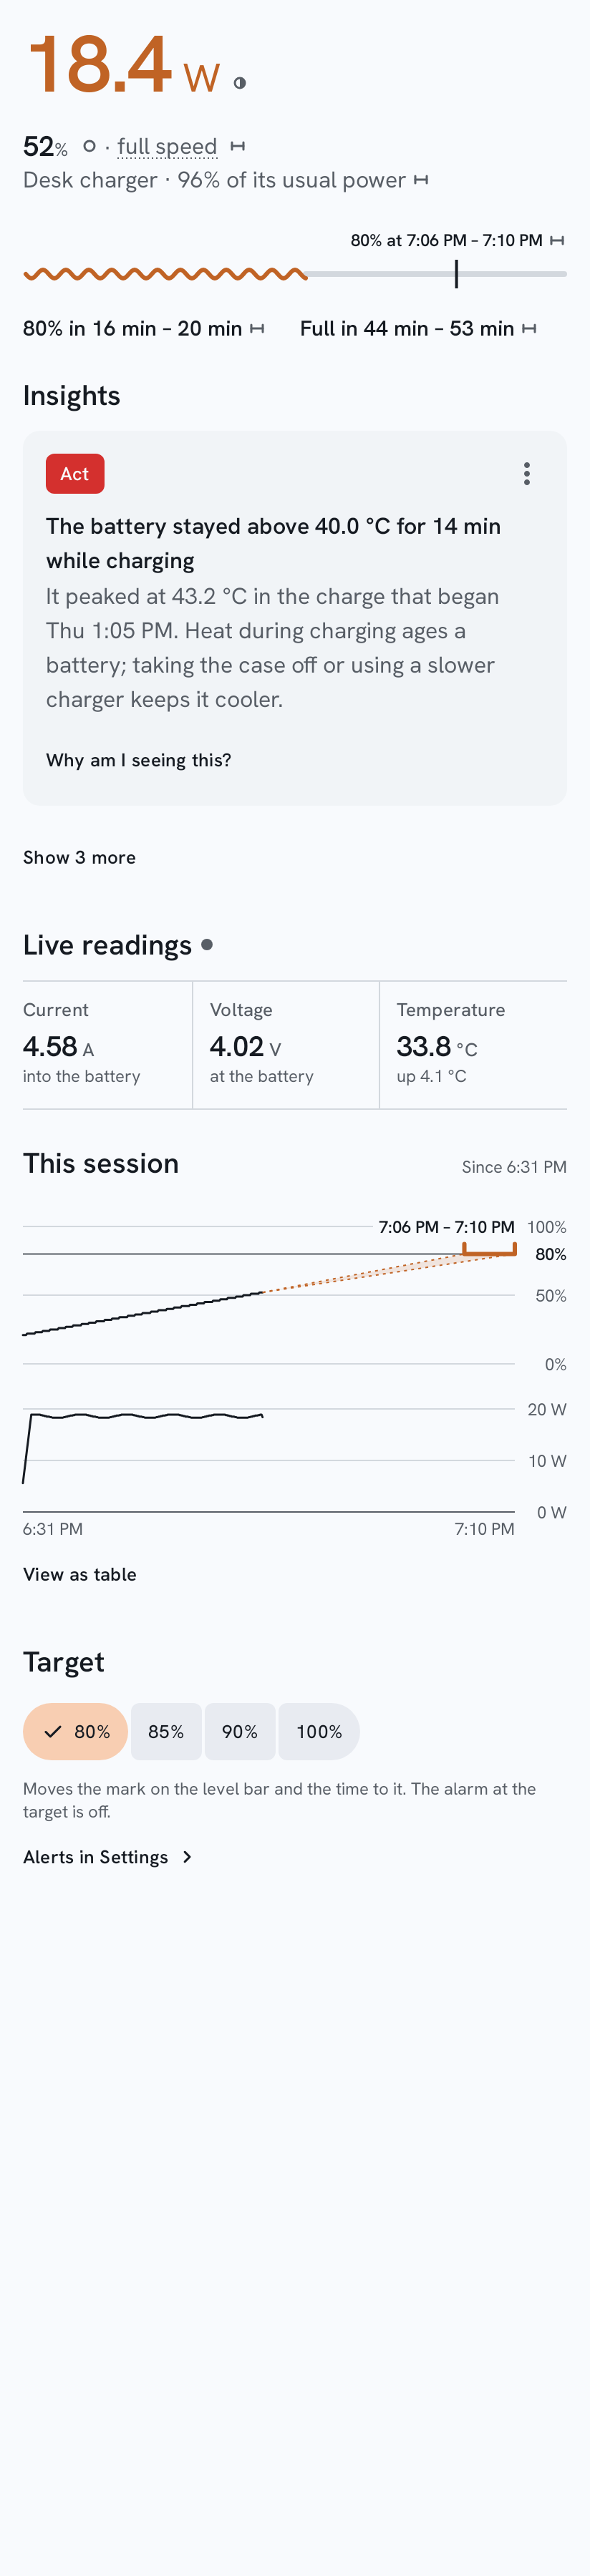 18.4 W
52% · full speed
Desk charger · 96% of its usual power
80% at 7:06 PM – 7:10 PM
80% in 16 min – 20 min Full in 44 min – 53 min
Insights
Act
The battery stayed above 40.0 °C for 14 min
while charging
It peaked at 43.2 °C in the charge that began
Thu 1:05 PM. Heat during charging ages a
battery; taking the case off or using a slower
charger keeps it cooler.
Why am I seeing this?
Show 3 more
Live readings
Current Voltage Temperature
4.58 A 4.02 V 33.8 °C
into the battery at the battery up 4.1 °C
This session Since 6:31 PM
7:06 PM – 7:10 PM 100%
80%
50%
0%
20 W
10 W
0 W
6:31 PM 7:10 PM
View as table
Target
80% 85% 90% 100%
Moves the mark on the level bar and the time to it. The alarm at the
target is off.
Alerts in Settings